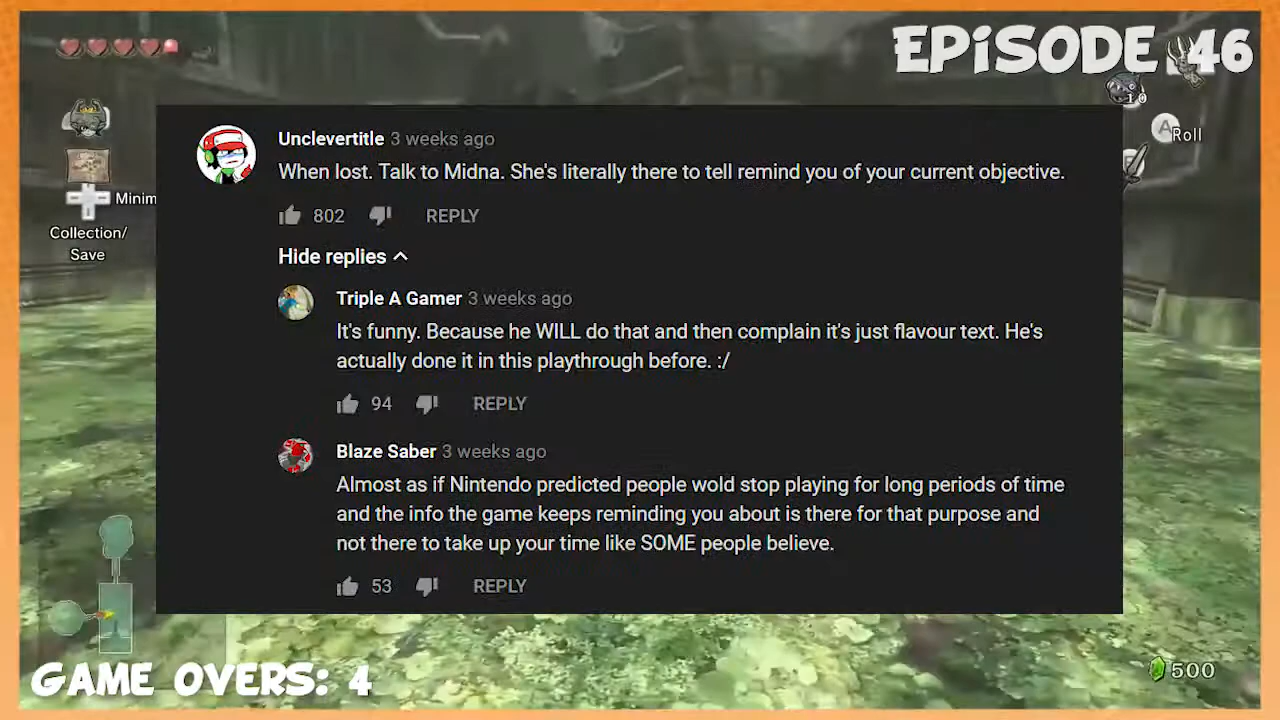 EPISODE 46
10
A Roll
Minim
Collection/
Save
Unclevertitle 3 weeks ago
When lost. Talk to Midna. She's literally there to tell remind you of your current objective.
802 REPLY
Hide replies
Triple A Gamer 3 weeks ago
It's funny. Because he WILL do that and then complain it's just flavour text. He's
actually done it in this playthrough before. :/
94 REPLY
Blaze Saber 3 weeks ago
Almost as if Nintendo predicted people wold stop playing for long periods of time
and the info the game keeps reminding you about is there for that purpose and
not there to take up your time like SOME people believe.
53 REPLY
GAME OVERS: 4
500